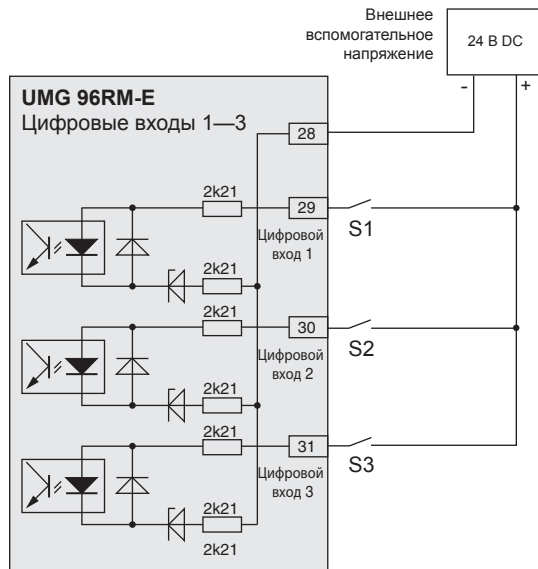 Внешнее
вспомогательное
напряжение
24 В DC
- +
UMG 96RM-E
Цифровые входы 1—3
28
2k21
29
S1
Цифровой
вход 1
2k21
2k21
30
S2
Цифровой
вход 2
2k21
2k21
31
S3
Цифровой
вход 3
2k21
2k21